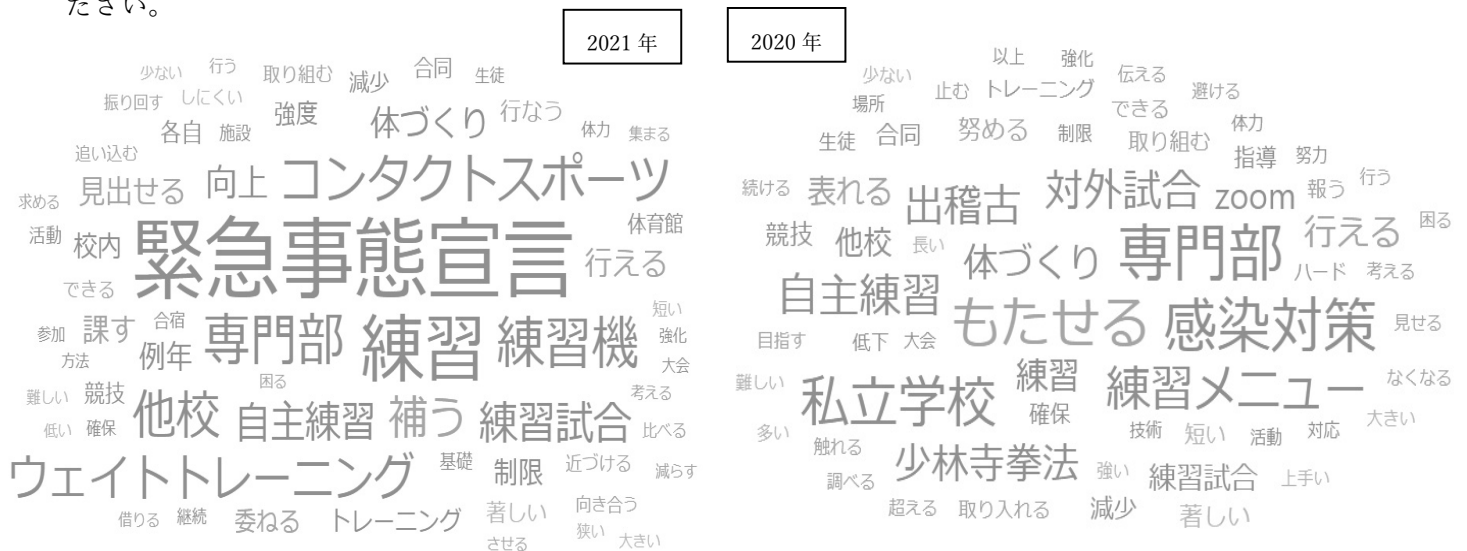 ださい。
2021 年
少ない 行う 取り組む 減少 合同 生徒
振り回す しにくい 強度 体づくり 行なう
各自 施設 体力 集まる
追い込む 向上 コンタクトスポーツ
求める 見出せる
活動 校内 緊急事態宣言 体育館
行える
できる
参加 課す 合宿 専門部 練習 練習機 短い
強化
方法 例年 大会
困る
難しい 競技 他校 自主練習 補う 練習試合 考える
低い 確保 比べる
ウェイトトレーニング 基礎 制限 近づける 減らす
借りる 継続 委ねる トレーニング 著しい 向き合う
させる 狭い 大きい
2020 年
以上 強化
少ない 止む トレーニング 伝える 避ける
場所 できる
生徒 合同 努める 制限 取り組む 体力
指導 努力
続ける 表れる 出稽古 対外試合 zoom 報う 行う
競技 他校 長い 体づくり 専門部 行える 困る
ハード 考える
自主練習 もたせる 感染対策 見せる
目指す 低下 大会
難しい 私立学校 練習 練習メニュー なくなる
確保
多い 技術 短い 活動 対応 大きい
触れる 少林寺拳法 強い 練習試合 上手い
調べる
超える 取り入れる 減少 著しい